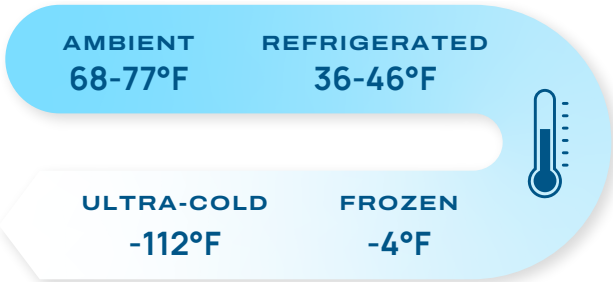 AMBIENT
68-77°F
REFRIGERATED
36-46°F
FROZEN
-4°F
ULTRA-COLD
-112°F